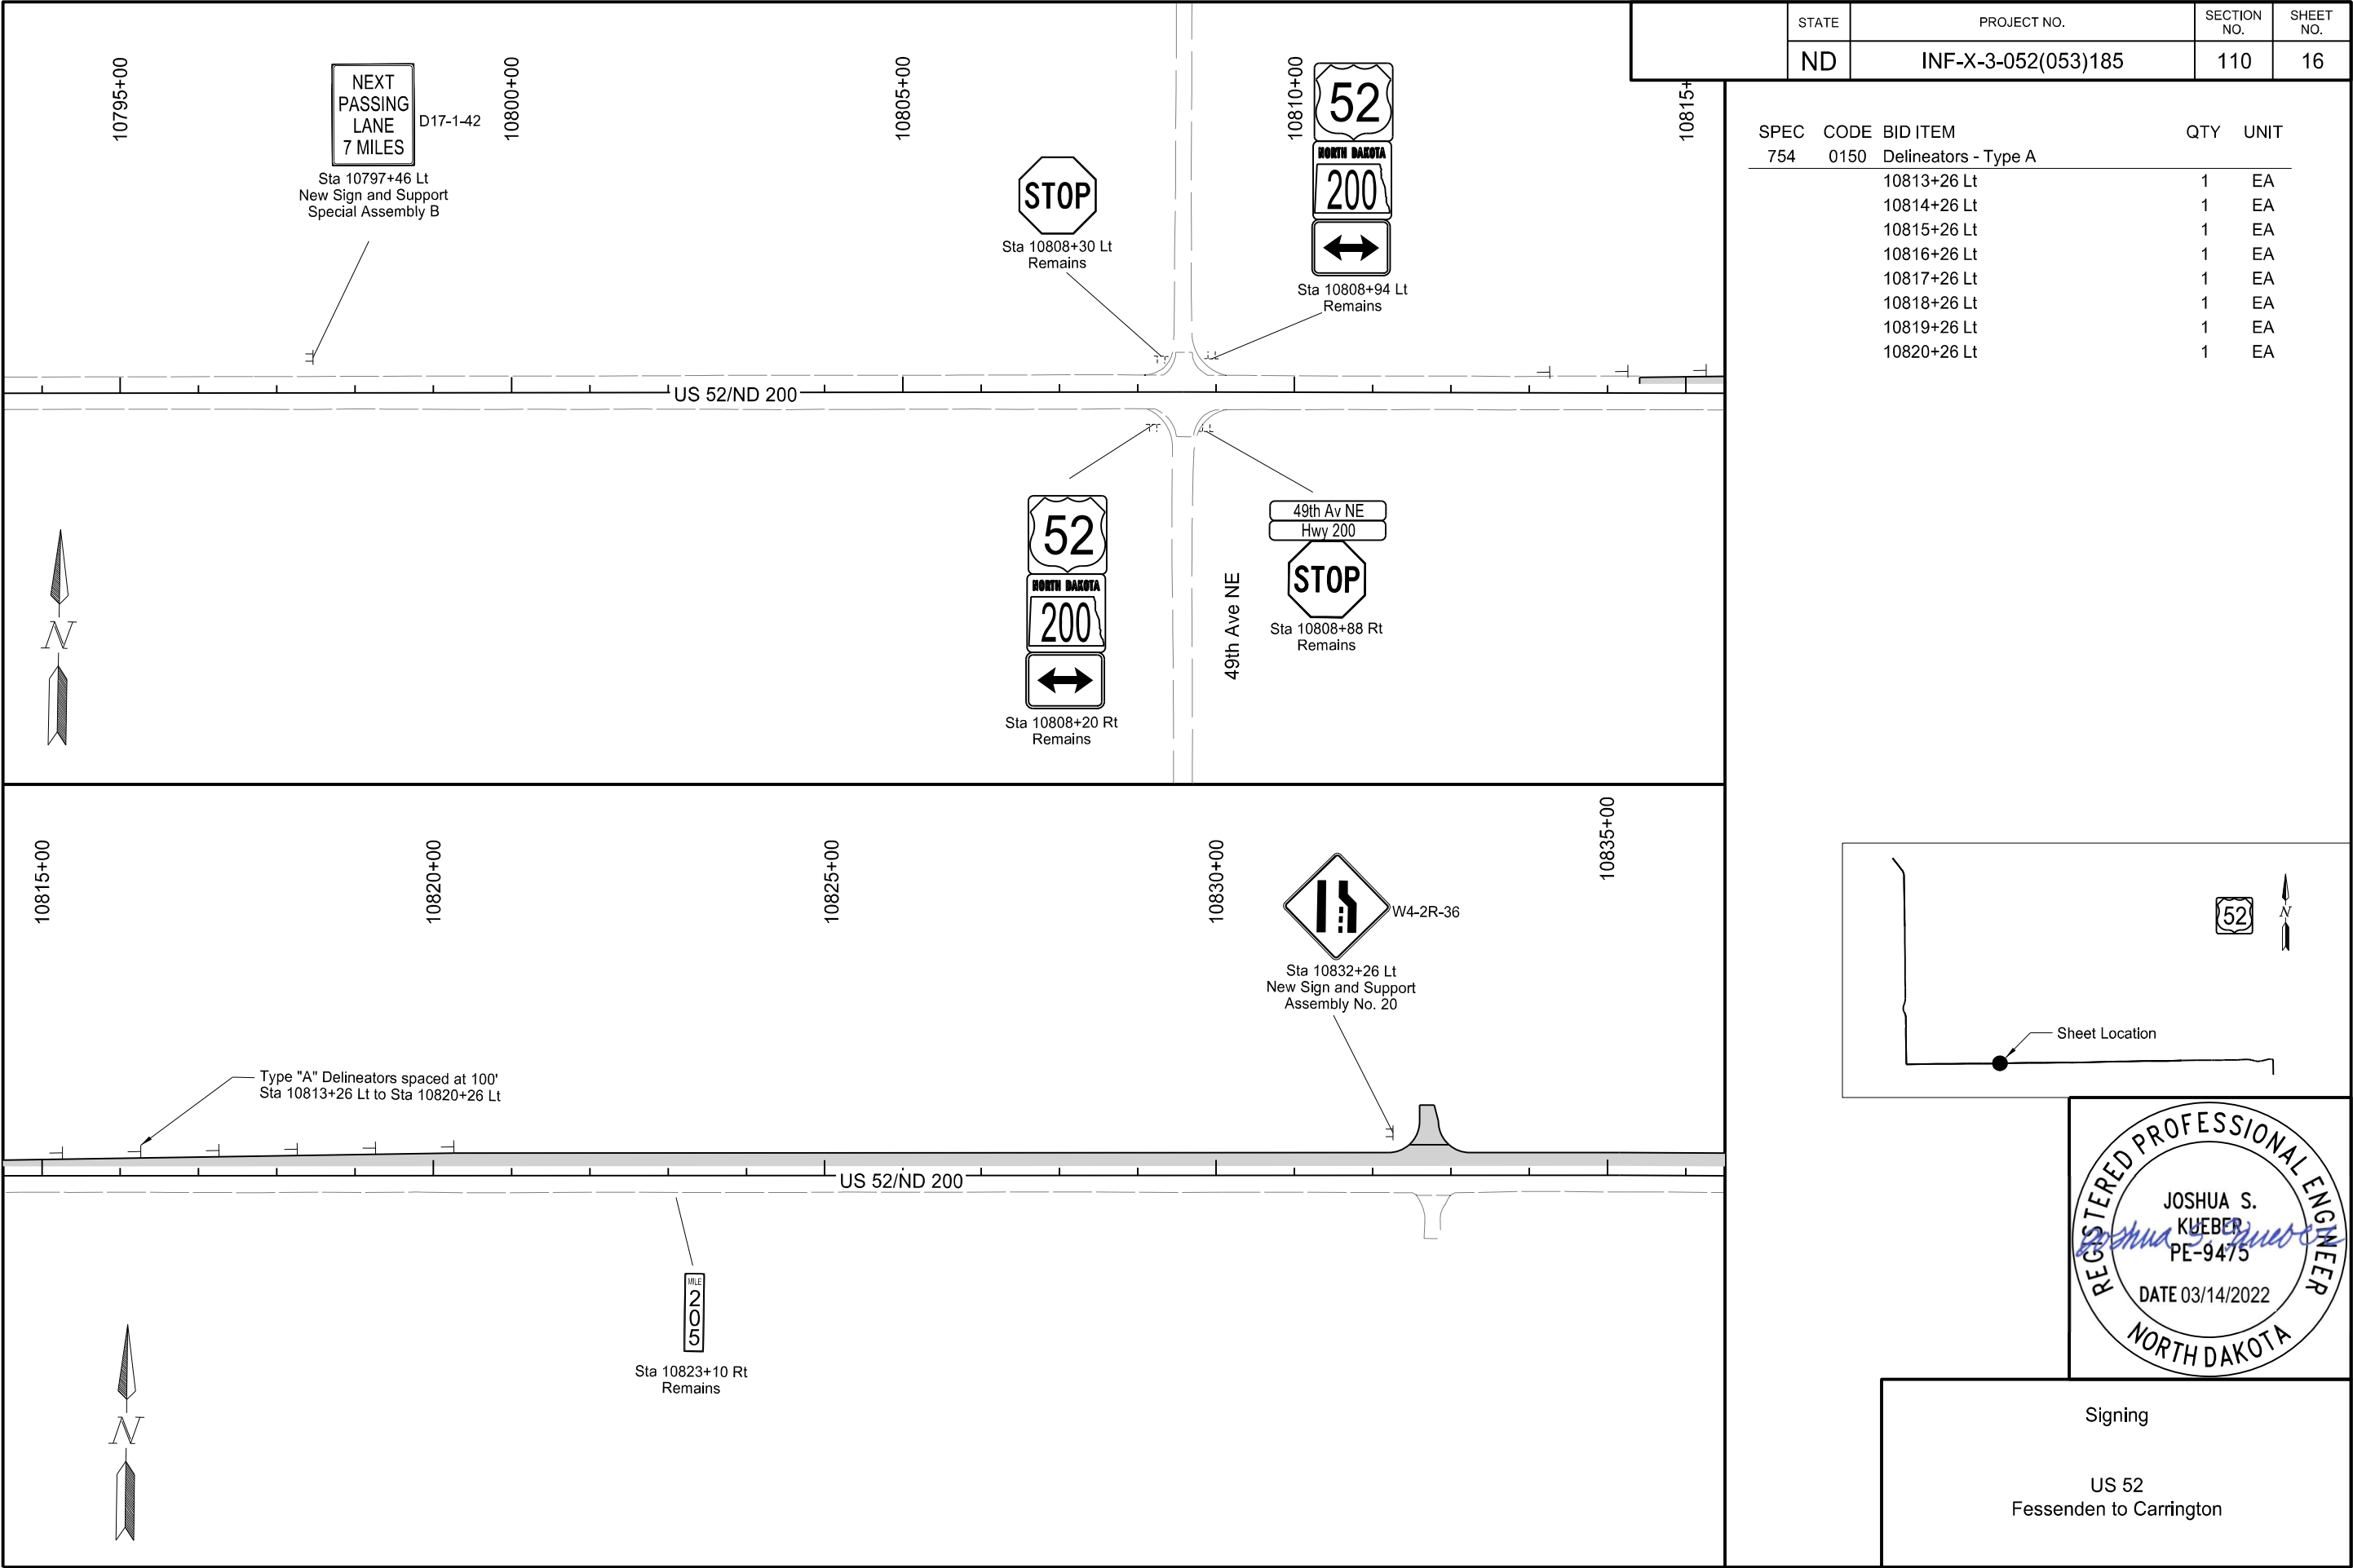 STATE
PROJECT NO.
SECTION NO.
SHEET NO.
ND
INF-X-3-052(053)185
110
16
10795+00
10800+00
10805+00
10810+00
10815+
NEXT
PASSING
LANE
7 MILES
D17-1-42
Sta 10797+46 Lt
New Sign and Support
Special Assembly B
STOP
Sta 10808+30 Lt
Remains
52
NORTH DAKOTA
200
Sta 10808+94 Lt
Remains
US 52/ND 200
52
NORTH DAKOTA
200
Sta 10808+20 Rt
Remains
49th Ave NE
49th Av NE
Hwy 200
STOP
Sta 10808+88 Rt
Remains
N
SPEC CODE BID ITEM QTY UNIT
754 0150 Delineators - Type A
10813+26 Lt 1 EA
10814+26 Lt 1 EA
10815+26 Lt 1 EA
10816+26 Lt 1 EA
10817+26 Lt 1 EA
10818+26 Lt 1 EA
10819+26 Lt 1 EA
10820+26 Lt 1 EA
10815+00
10820+00
10825+00
10830+00
10835+00
W4-2R-36
Sta 10832+26 Lt
New Sign and Support
Assembly No. 20
Type "A" Delineators spaced at 100'
Sta 10813+26 Lt to Sta 10820+26 Lt
US 52/ND 200
MILE
2
0
5
Sta 10823+10 Rt
Remains
N
52
N
Sheet Location
REGISTERED PROFESSIONAL ENGINEER
JOSHUA S.
KUEBER
PE-9475
Joshua S. Kueber
DATE 03/14/2022
NORTH DAKOTA
Signing
US 52
Fessenden to Carrington